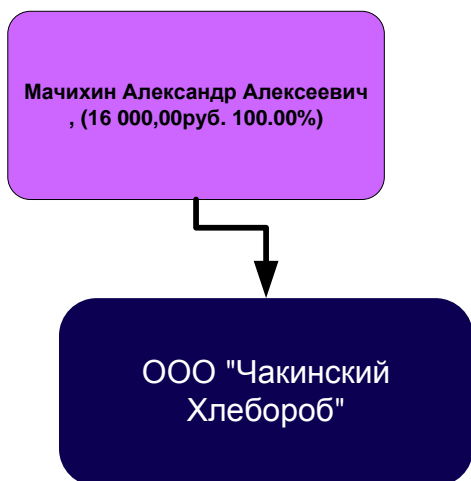 Мачихин Александр Алексеевич
, (16 000,00руб. 100.00%)
ООО "Чакинский
Хлебороб"